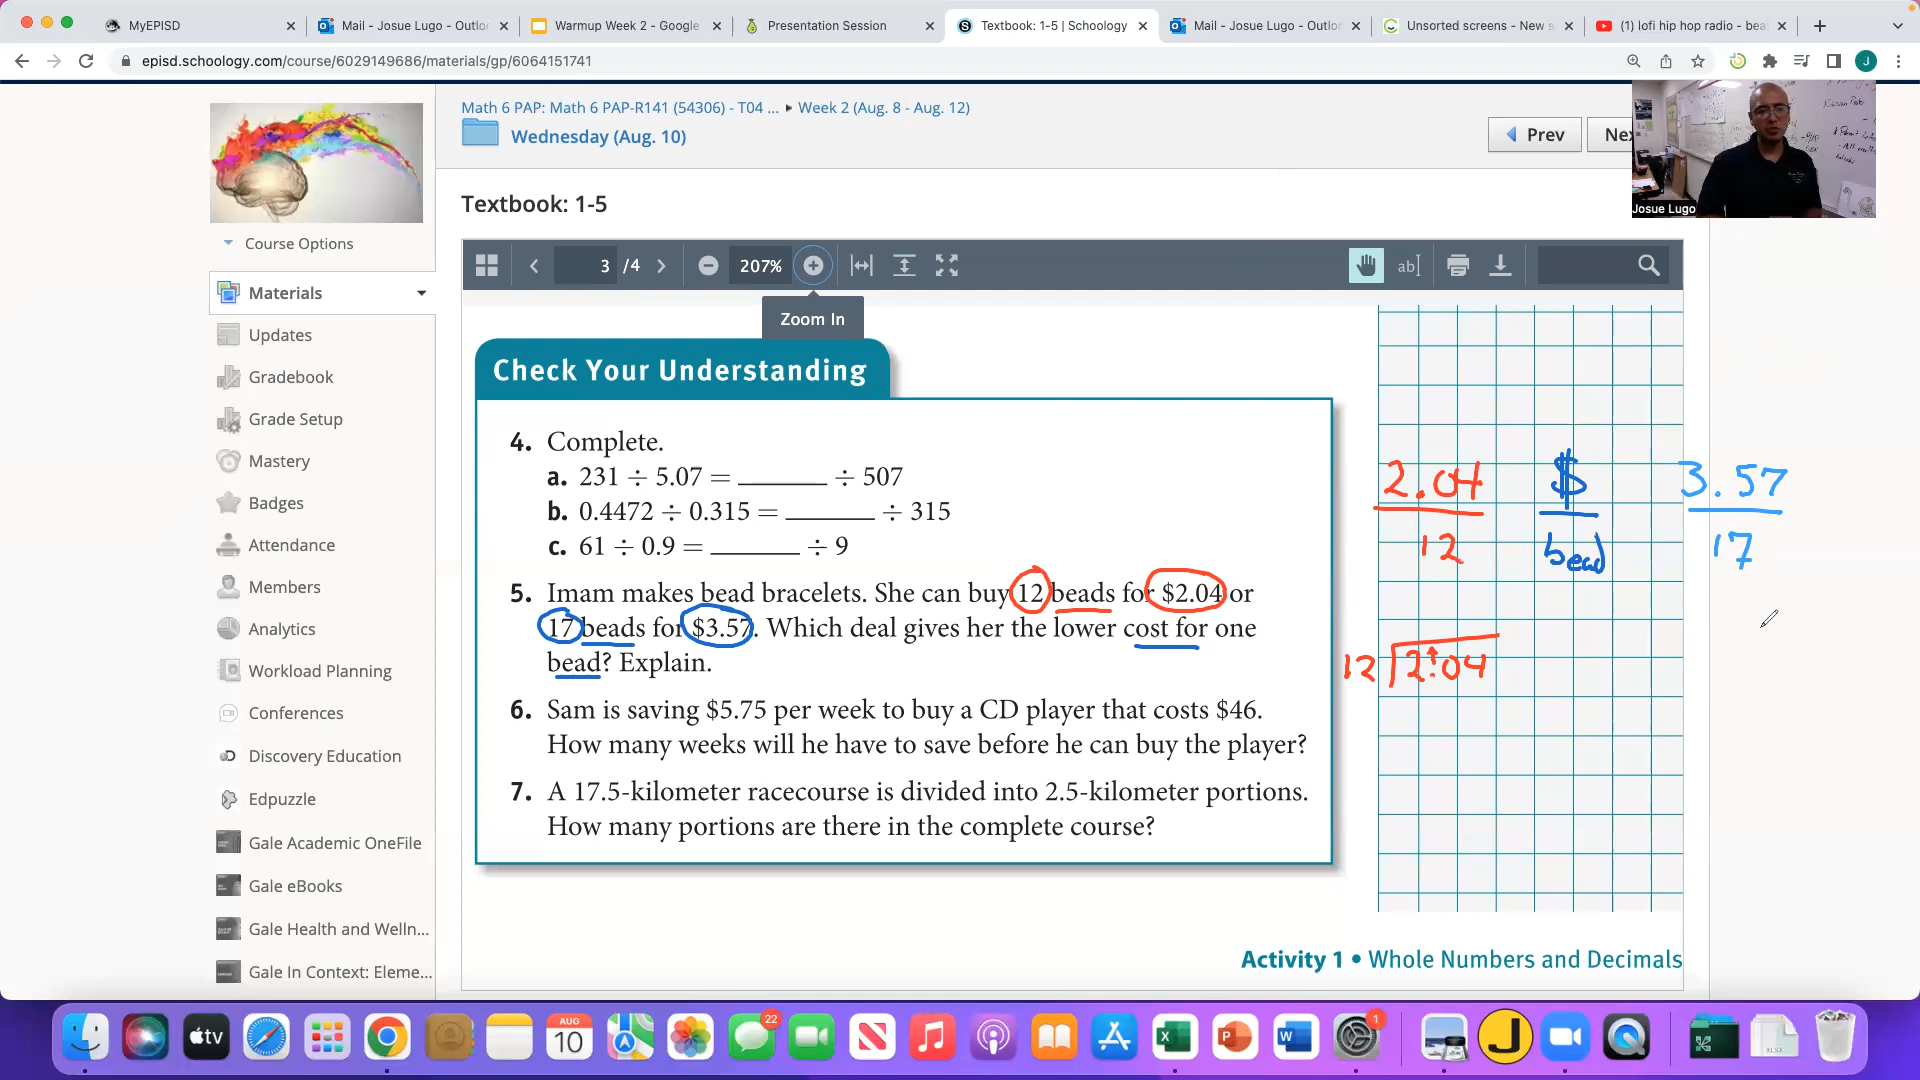 MyEPISD
Mail - Josue Lugo - Outlo
Warmup Week 2 - Google
Presentation Session
Textbook: 1-5 | Schoology
Mail - Josue Lugo - Outlo
Unsorted screens - New s
(1) lofi hip hop radio - bea
episd.schoology.com/course/6029149686/materials/gp/6064151741
J
Math 6 PAP: Math 6 PAP-R141 (54306) - T04 ... Week 2 (Aug. 8 - Aug. 12)
Wednesday (Aug. 10)
Prev
Nex
Josue Lugo
Textbook: 1-5
Course Options
Materials
Updates
Gradebook
Grade Setup
Mastery
Badges
Attendance
Members
Analytics
Workload Planning
Conferences
Discovery Education
Edpuzzle
Gale Academic OneFile
Gale eBooks
Gale Health and Welln...
Gale In Context: Eleme...
3 /4
207%
ab
Zoom In
Check Your Understanding
4. Complete.
a. 231 ÷ 5.07 = ______ ÷ 507
b. 0.4472 ÷ 0.315 = ______ ÷ 315
c. 61 ÷ 0.9 = ______ ÷ 9
5. Imam makes bead bracelets. She can buy 12 beads for $2.04 or
17 beads for $3.57. Which deal gives her the lower cost for one
bead? Explain.
6. Sam is saving $5.75 per week to buy a CD player that costs $46.
How many weeks will he have to save before he can buy the player?
7. A 17.5-kilometer racecourse is divided into 2.5-kilometer portions.
How many portions are there in the complete course?
2.04 $ 3.57
12 bead 17
12 2.04
Activity 1 • Whole Numbers and Decimals
tv
AUG
10
22
1
J
XLSX